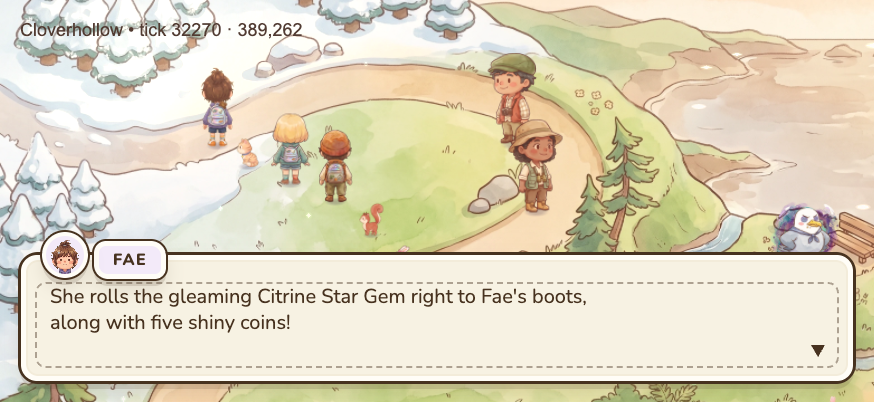 Cloverhollow • tick 32270 · 389,262
FAE
She rolls the gleaming Citrine Star Gem right to Fae's boots,
along with five shiny coins!